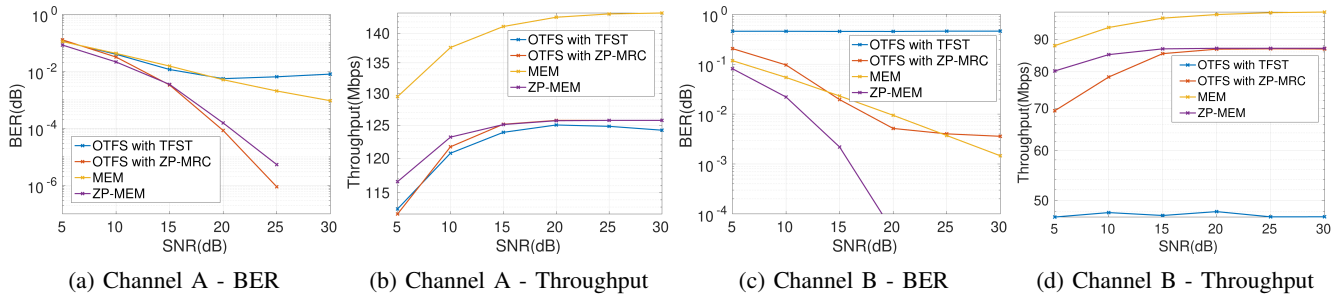 10^0
10^-2
10^-4
10^-6
BER(dB)
OTFS with TFST
OTFS with ZP-MRC
MEM
ZP-MEM
5 10 15 20 25 30
SNR(dB)
(a) Channel A - BER
140
135
130
125
120
115
Throughput(Mbps)
OTFS with TFST
OTFS with ZP-MRC
MEM
ZP-MEM
5 10 15 20 25 30
SNR(dB)
(b) Channel A - Throughput
10^0
10^-1
10^-2
10^-3
10^-4
BER(dB)
OTFS with TFST
OTFS with ZP-MRC
MEM
ZP-MEM
5 10 15 20 25 30
SNR(dB)
(c) Channel B - BER
90
80
70
60
50
Throughput(Mbps)
OTFS with TFST
OTFS with ZP-MRC
MEM
ZP-MEM
5 10 15 20 25 30
SNR(dB)
(d) Channel B - Throughput